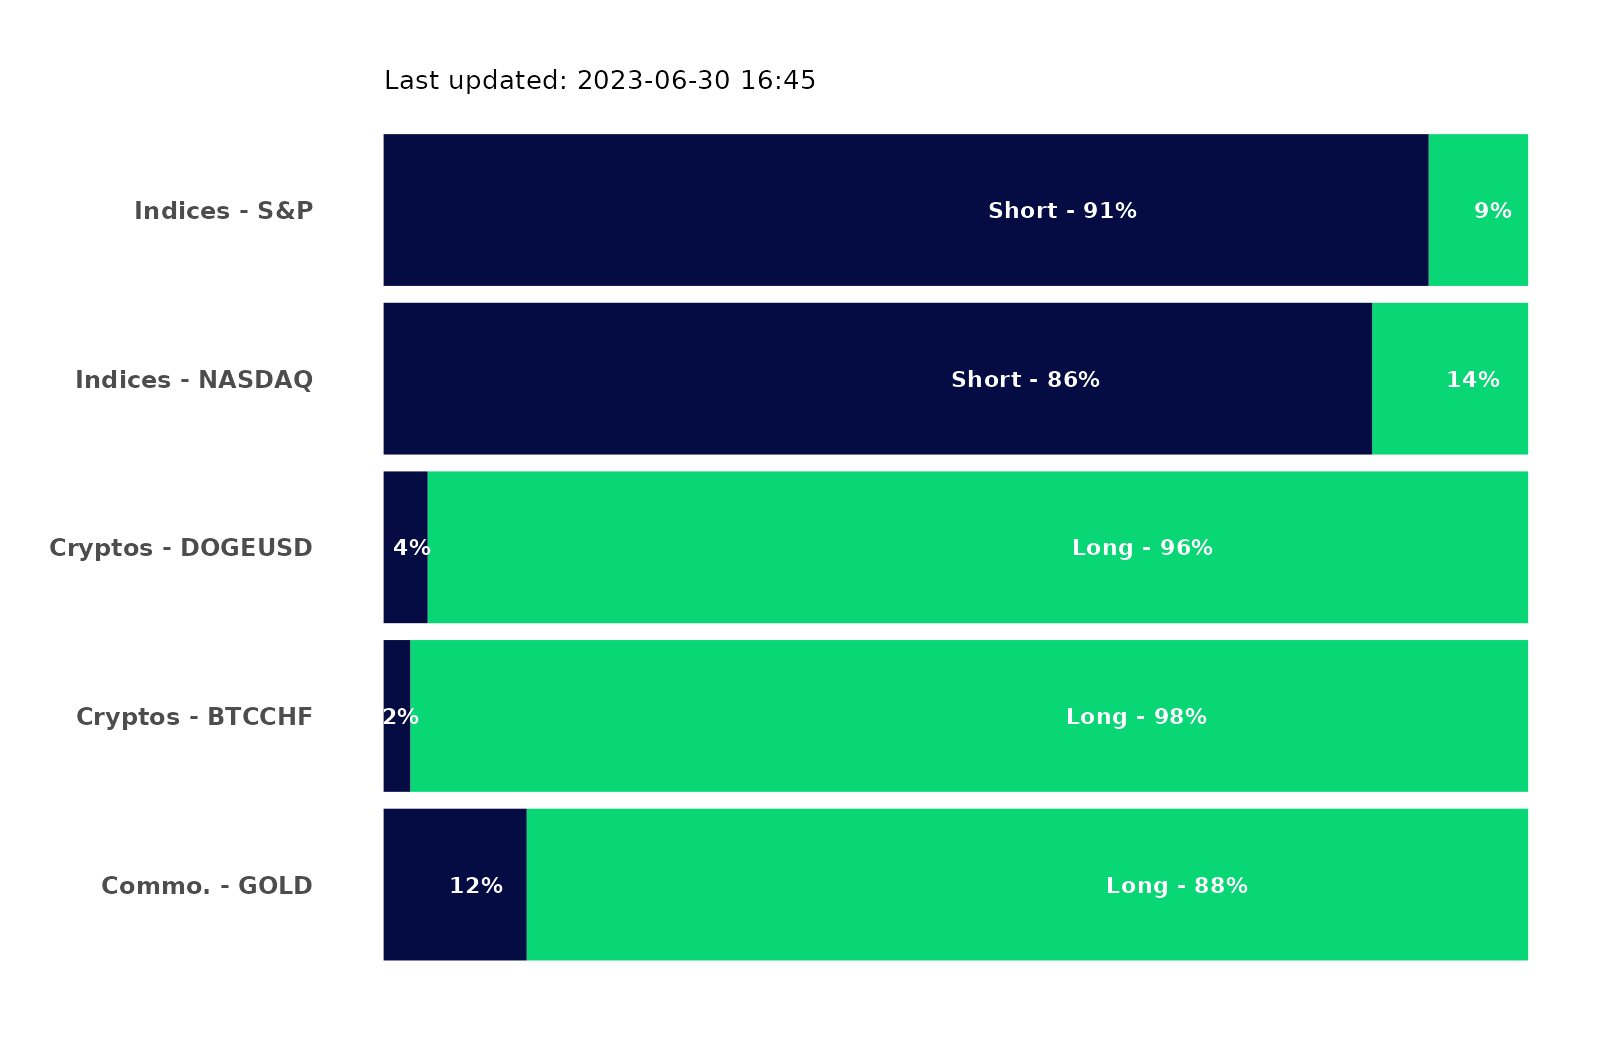 Last updated: 2023-06-30 16:45
Indices - S&P Short - 91% 9%
Indices - NASDAQ Short - 86% 14%
Cryptos - DOGEUSD 4% Long - 96%
Cryptos - BTCCHF 2% Long - 98%
Commo. - GOLD 12% Long - 88%